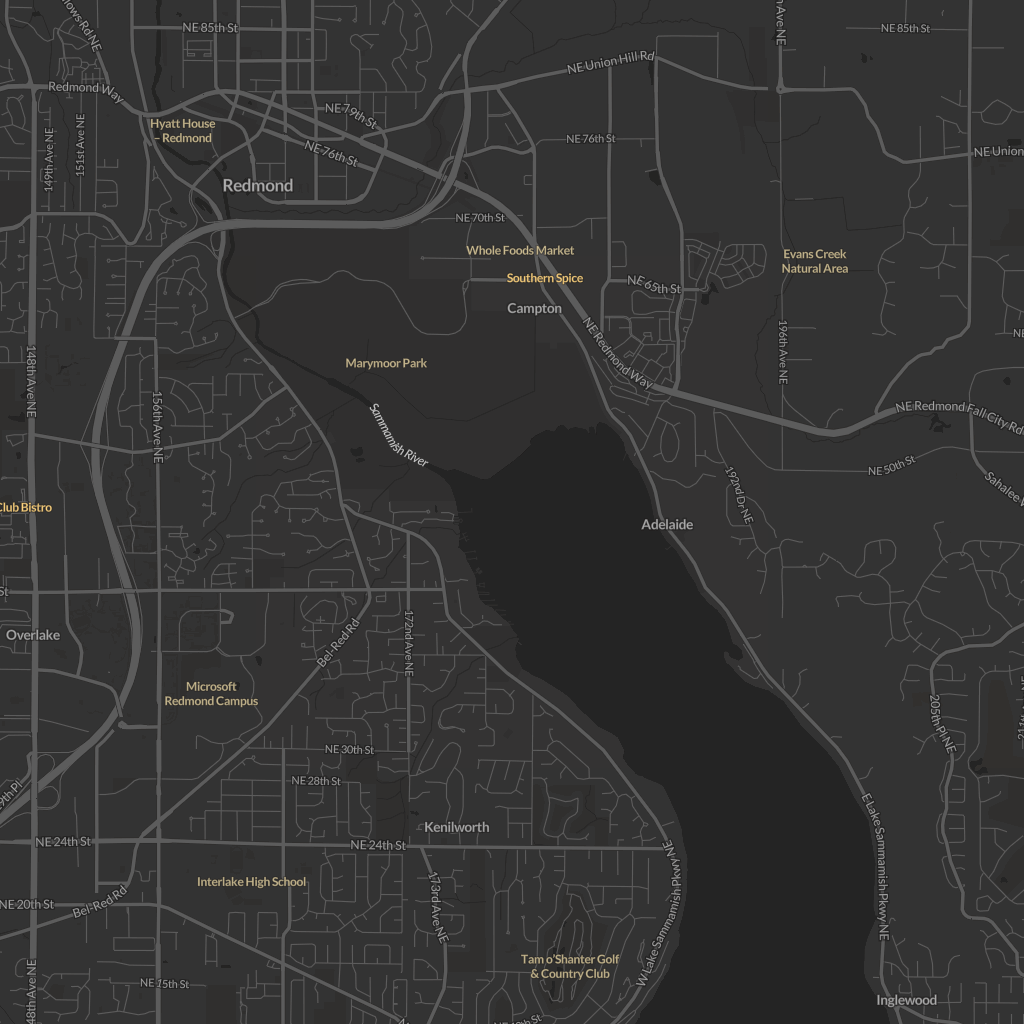 NE 85th St
NE 85th St
NE Union Hill Rd
Redmond Way
NE 79th St
Hyatt House
- Redmond
NE 76th St
NE 76th St
149th Ave NE
151st Ave NE
NE Union
Redmond
NE 70th St
Whole Foods Market
Evans Creek
Natural Area
Southern Spice
NE 65th St
Campton
NE Redmond Way
196th Ave NE
148th Ave NE
Marymoor Park
156th Ave NE
Sammamish River
NE Redmond Fall City Rd
NE 50th St
192nd Dr NE
Club Bistro
Adelaide
St
Overlake
172nd Ave NE
Bel-Red Rd
Microsoft
Redmond Campus
205th Pl NE
NE 30th St
NE 28th St
Kenilworth
NE 24th St
NE 24th St
E Lake Sammamish Pkwy NE
W Lake Sammamish Pkwy NE
Interlake High School
173rd Ave NE
NE 20th St
Bel-Red Rd
Tam o'Shanter Golf
& Country Club
NE 15th St
48th Ave NE
Inglewood